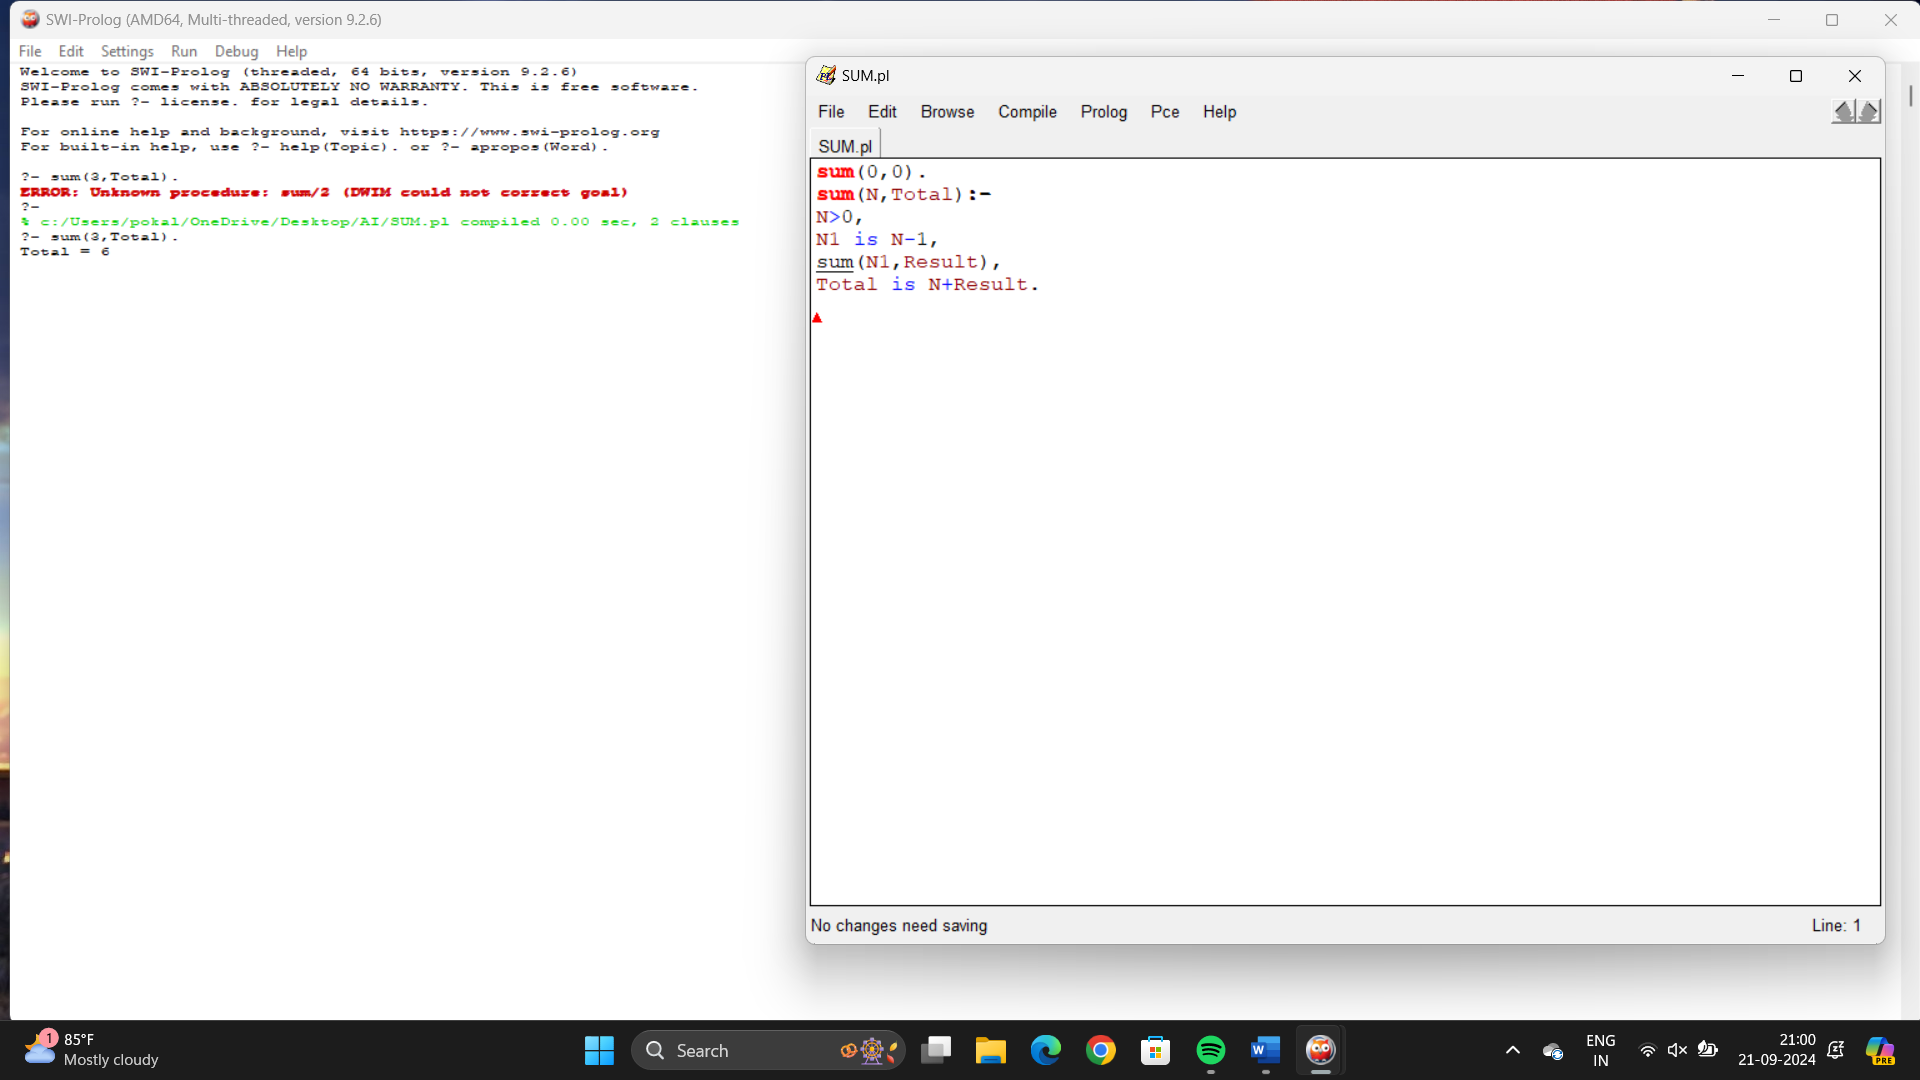 SWI-Prolog (AMD64, Multi-threaded, version 9.2.6)
File Edit Settings Run Debug Help
Welcome to SWI-Prolog (threaded, 64 bits, version 9.2.6)
SWI-Prolog comes with ABSOLUTELY NO WARRANTY. This is free software.
Please run ?- license. for legal details.
For online help and background, visit https://www.swi-prolog.org
For built-in help, use ?- help(Topic). or ?- apropos(Word).
?- sum(3,Total).
ERROR: Unknown procedure: sum/2 (DWIM could not correct goal)
?-
% c:/Users/pokal/OneDrive/Desktop/AI/SUM.pl compiled 0.00 sec, 2 clauses
?- sum(3,Total).
Total = 6
SUM.pl
File Edit Browse Compile Prolog Pce Help
SUM.pl
sum(0,0).
sum(N,Total):-
N>0,
N1 is N-1,
sum(N1,Result),
Total is N+Result.
No changes need saving
Line: 1
1
85°F
Mostly cloudy
Search
W
ENG
IN
21:00
21-09-2024
PRE